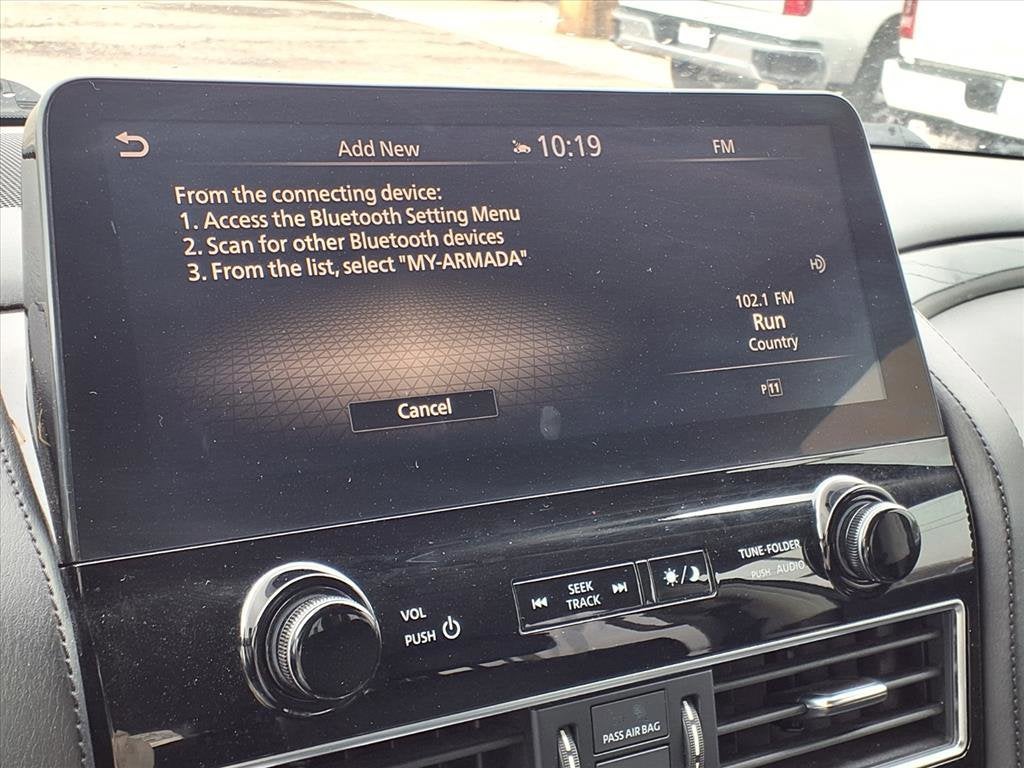 Add New
10:19
FM
From the connecting device:
1. Access the Bluetooth Setting Menu
2. Scan for other Bluetooth devices
3. From the list, select "MY-ARMADA"
HD
102.1 FM
Run
Country
P 11
Cancel
TUNE·FOLDER
PUSH AUDIO
SEEK
TRACK
VOL
PUSH
PASS AIR BAG